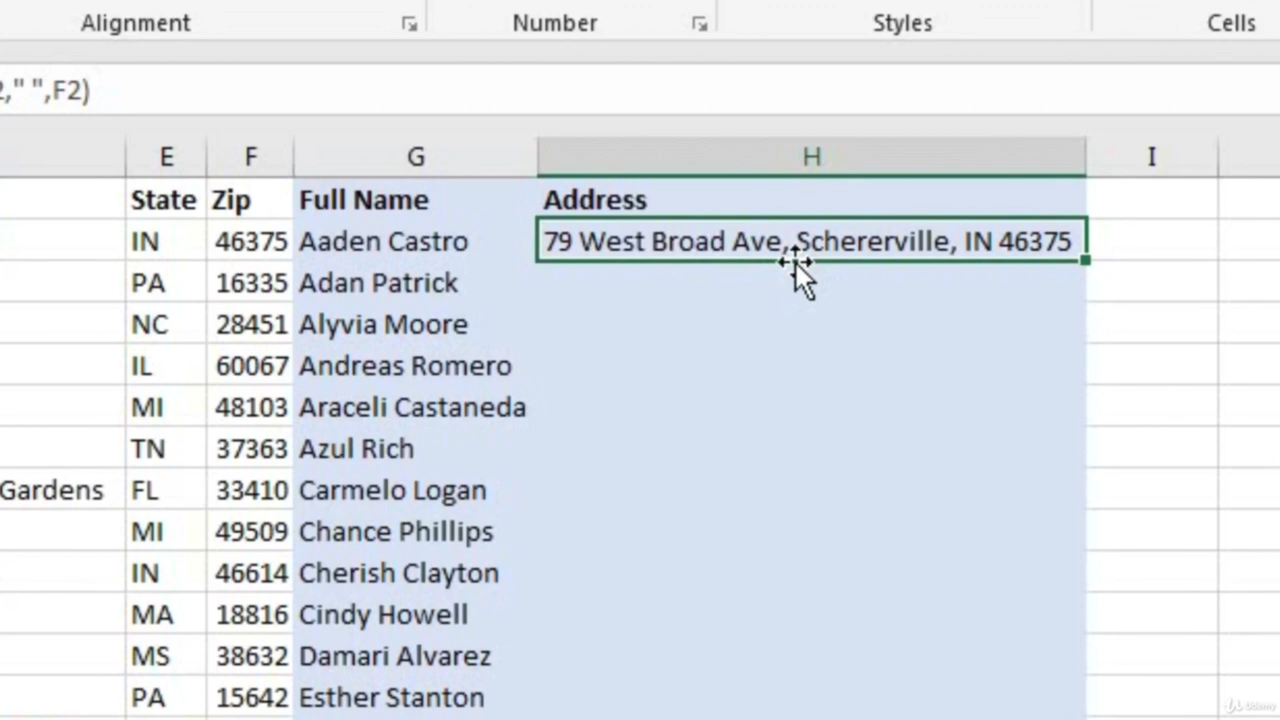 Alignment Number Styles Cells
," ",F2)
E F G H I
State Zip Full Name Address
IN 46375 Aaden Castro 79 West Broad Ave, Schererville, IN 46375
PA 16335 Adan Patrick
NC 28451 Alyvia Moore
IL 60067 Andreas Romero
MI 48103 Araceli Castaneda
TN 37363 Azul Rich
Gardens FL 33410 Carmelo Logan
MI 49509 Chance Phillips
IN 46614 Cherish Clayton
MA 18816 Cindy Howell
MS 38632 Damari Alvarez
PA 15642 Esther Stanton
Udemy